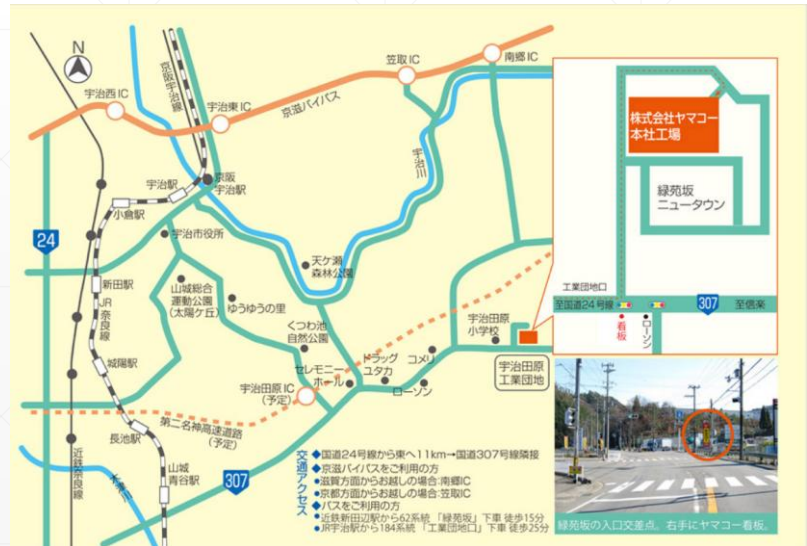 N
宇治西IC
宇治東IC
京滋バイパス
笠取IC
南郷IC
京阪宇治線
京阪
宇治駅
宇治駅
小倉駅
宇治川
24
宇治市役所
天ケ瀬
森林公園
新田駅
JR奈良線
山城総合
運動公園
(太陽ケ丘)
ゆうゆうの里
くつわ池
自然公園
宇治田原
小学校
城陽駅
宇治田原IC
(予定)
セレモニー
ホール
ドラッグ
ユタカ
コメリ
ローソン
宇治田原
工業団地
第二名神高速道路
(予定)
長池駅
山城
青谷駅
近鉄奈良線
木津川
307
株式会社ヤマコー
本社工場
緑苑坂
ニュータウン
工業団地口
至国道24号線
307
至信楽
看板
ローソン
交通アクセス
◆国道24号線から東へ11km→国道307号線隣接
◆京滋バイパスをご利用の方
●滋賀方面からお越しの場合:南郷IC
●京都方面からお越しの場合:笠取IC
◆バスをご利用の方
●近鉄新田辺駅から62系統 「緑苑坂」下車 徒歩15分
●JR宇治駅から184系統 「工業団地口」下車 徒歩25分
緑苑坂の入口交差点。右手にヤマコー看板。